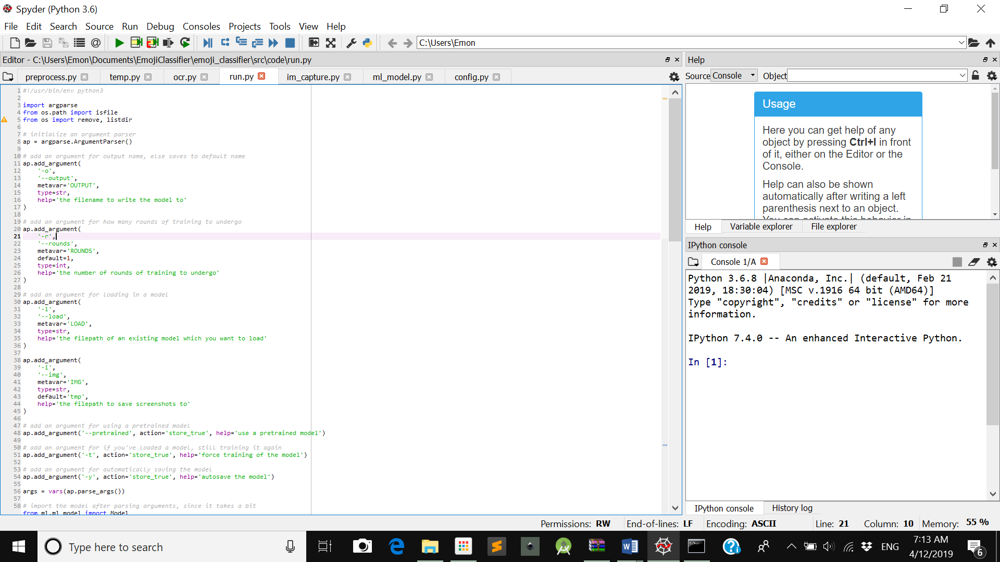 Spyder (Python 3.6)
File Edit Search Source Run Debug Consoles Projects Tools View Help
C:\Users\Emon
Editor - C:\Users\Emon\Documents\EmojiClassifier\emoji_classifier\src\code\run.py
preprocess.py temp.py ocr.py run.py im_capture.py ml_model.py config.py
1 #!/usr/bin/env python3
2
3 import argparse
4 from os.path import isfile
5 from os import remove, listdir
6
7 # initialize an argument parser
8 ap = argparse.ArgumentParser()
9
10 # add an argument for output name, else saves to default name
11 ap.add_argument(
12 '-o',
13 '--output',
14 metavar='OUTPUT',
15 type=str,
16 help='the filename to write the model to'
17 )
18
19 # add an argument for how many rounds of training to undergo
20 ap.add_argument(
21 '-r',
22 '--rounds',
23 metavar='ROUNDS',
24 default=1,
25 type=int,
26 help='the number of rounds of training to undergo'
27 )
28
29 # add an argument for loading in a model
30 ap.add_argument(
31 '-l',
32 '--load',
33 metavar='LOAD',
34 type=str,
35 help='the filepath of an existing model which you want to load'
36 )
37
38 ap.add_argument(
39 '-i',
40 '--img',
41 metavar='IMG',
42 type=str,
43 default='tmp',
44 help='the filepath to save screenshots to'
45 )
46
47 # add an argument for using a pretrained model
48 ap.add_argument('--pretrained', action='store_true', help='use a pretrained model')
49
50 # add an argument for if you've loaded a model, still training it again
51 ap.add_argument('-t', action='store_true', help='force training of the model')
52
53 # add an argument for automatically saving the model
54 ap.add_argument('-y', action='store_true', help='autosave the model')
55
56 args = vars(ap.parse_args())
57
58 # import the model after parsing arguments, since it takes a bit
from ml.ml_model import Model
Help
Source Console Object
Usage
Here you can get help of any
object by pressing Ctrl+I in front
of it, either on the Editor or the
Console.
Help can also be shown
automatically after writing a left
parenthesis next to an object.
You can activate this behavior in
Help Variable explorer File explorer
IPython console
Console 1/A
Python 3.6.8 |Anaconda, Inc.| (default, Feb 21
2019, 18:30:04) [MSC v.1916 64 bit (AMD64)]
Type "copyright", "credits" or "license" for more
information.
IPython 7.4.0 -- An enhanced Interactive Python.
In [1]:
IPython console History log
Permissions: RW End-of-lines: LF Encoding: ASCII Line: 21 Column: 10 Memory: 55 %
Type here to search
ENG
7:13 AM
4/12/2019
6